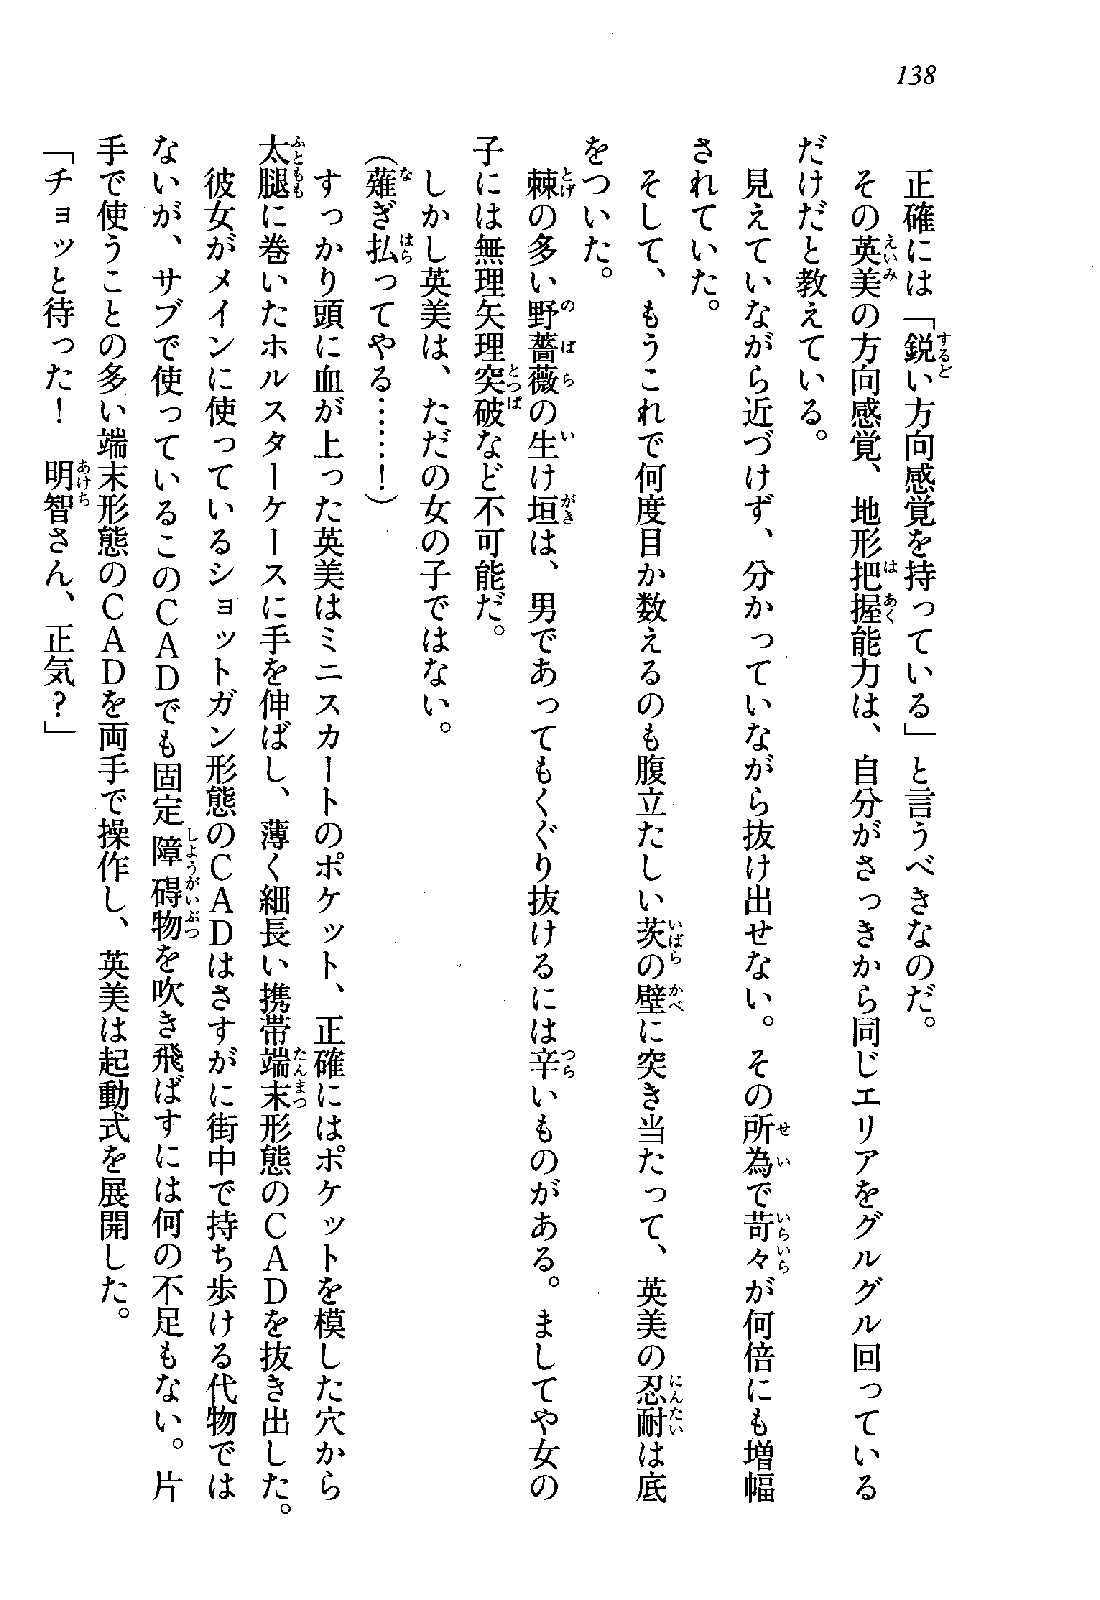 138
正確には「鋭い方向感覚を持っている」と言うべきなのだ。
その英美の方向感覚、地形把握能力は、自分がさっきから同じエリアをグルグル回っている
だけだと教えている。
見えていながら近づけず、分かっていながら抜け出せない。その所為で苛々が何倍にも増幅
されていた。
そして、もうこれで何度目か数えるのも腹立たしい茨の壁に突き当たって、英美の忍耐は底
をついた。
棘の多い野薔薇の生け垣は、男であってもくぐり抜けるには辛いものがある。ましてや女の
子には無理矢理突破など不可能だ。
しかし英美は、ただの女の子ではない。
（薙ぎ払ってやる……！）
すっかり頭に血が上った英美はミニスカートのポケット、正確にはポケットを模した穴から
太腿に巻いたホルスターケースに手を伸ばし、薄く細長い携帯端末形態のＣＡＤを抜き出した。
彼女がメインに使っているショットガン形態のＣＡＤはさすがに街中で持ち歩ける代物では
ないが、サブで使っているこのＣＡＤでも固定障碍物を吹き飛ばすには何の不足もない。片
手で使うことの多い端末形態のＣＡＤを両手で操作し、英美は起動式を展開した。
「チョッと待った！　明智さん、正気？」